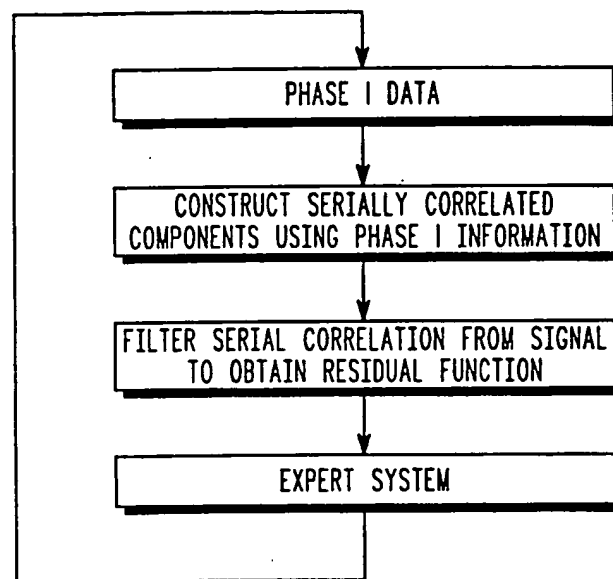 PHASE I DATA
CONSTRUCT SERIALLY CORRELATED
COMPONENTS USING PHASE I INFORMATION
FILTER SERIAL CORRELATION FROM SIGNAL
TO OBTAIN RESIDUAL FUNCTION
EXPERT SYSTEM